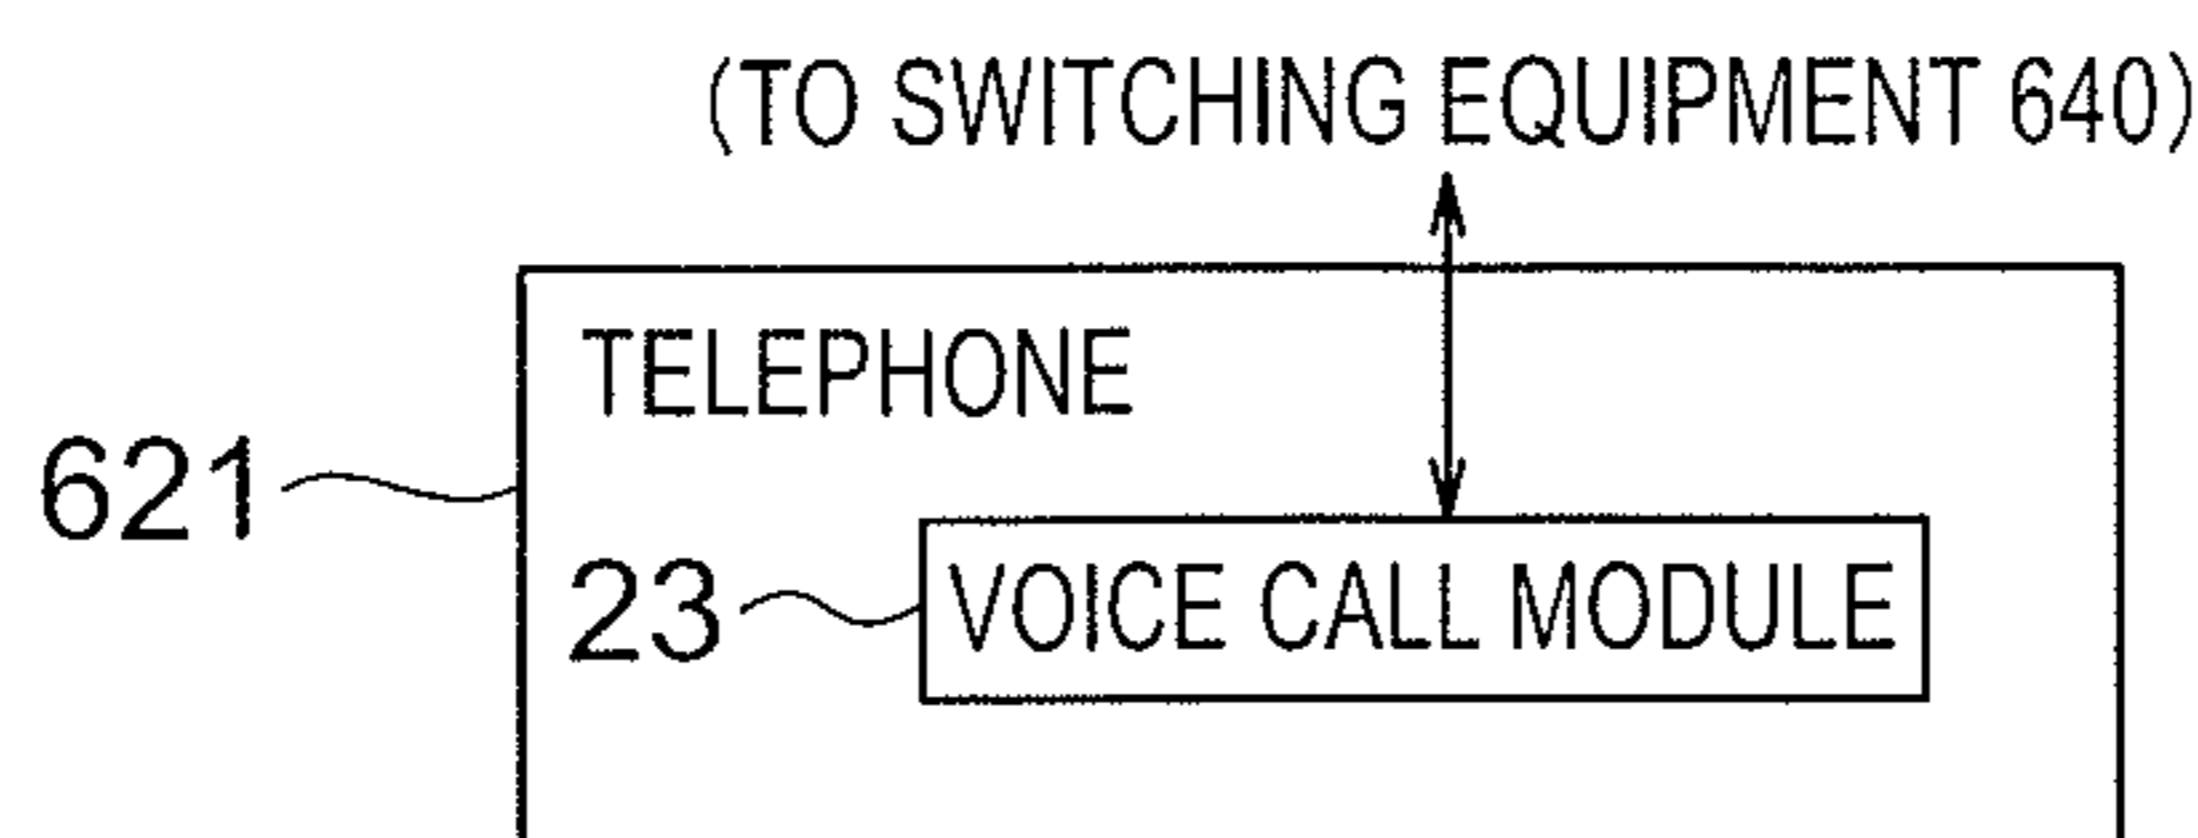 (TO SWITCHING EQUIPMENT 640)
TELEPHONE
621
23 VOICE CALL MODULE